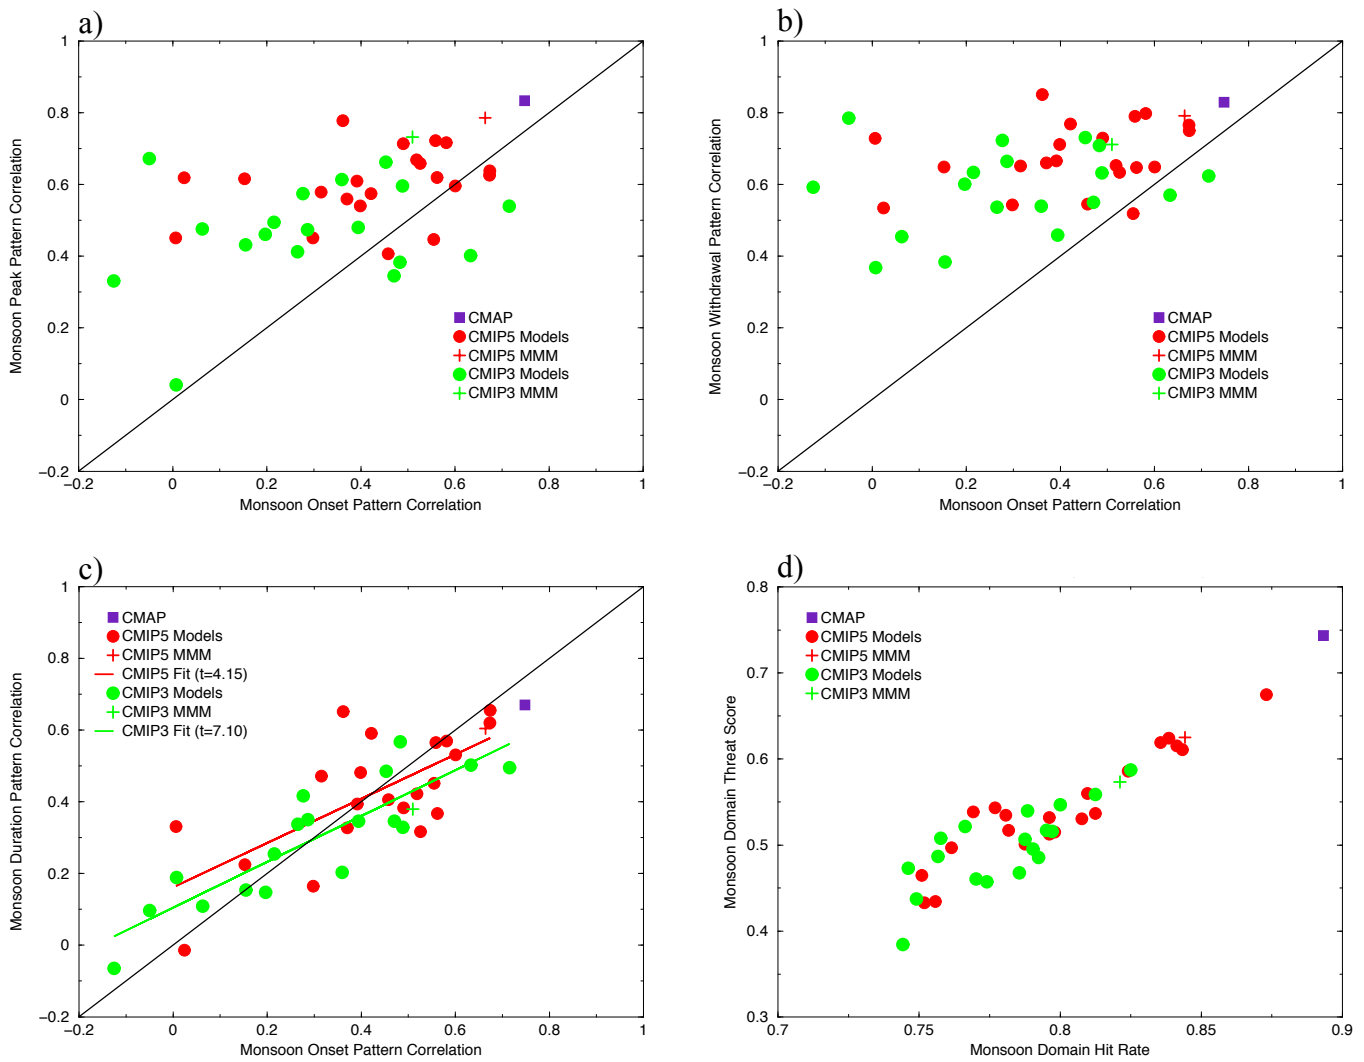 a)
1
0.8
0.6
0.4
0.2
0
−0.2
−0.2
0
0.2
0.4
0.6
0.8
1
Monsoon Peak Pattern Correlation
Monsoon Onset Pattern Correlation
CMAP
CMIP5 Models
CMIP5 MMM
CMIP3 Models
CMIP3 MMM
b)
1
0.8
0.6
0.4
0.2
0
−0.2
−0.2
0
0.2
0.4
0.6
0.8
1
Monsoon Withdrawal Pattern Correlation
Monsoon Onset Pattern Correlation
CMAP
CMIP5 Models
CMIP5 MMM
CMIP3 Models
CMIP3 MMM
c)
1
0.8
0.6
0.4
0.2
0
−0.2
−0.2
0
0.2
0.4
0.6
0.8
1
Monsoon Duration Pattern Correlation
Monsoon Onset Pattern Correlation
CMAP
CMIP5 Models
CMIP5 MMM
CMIP5 Fit (t=4.15)
CMIP3 Models
CMIP3 MMM
CMIP3 Fit (t=7.10)
d)
0.8
0.7
0.6
0.5
0.4
0.3
0.7
0.75
0.8
0.85
0.9
Monsoon Domain Threat Score
Monsoon Domain Hit Rate
CMAP
CMIP5 Models
CMIP5 MMM
CMIP3 Models
CMIP3 MMM